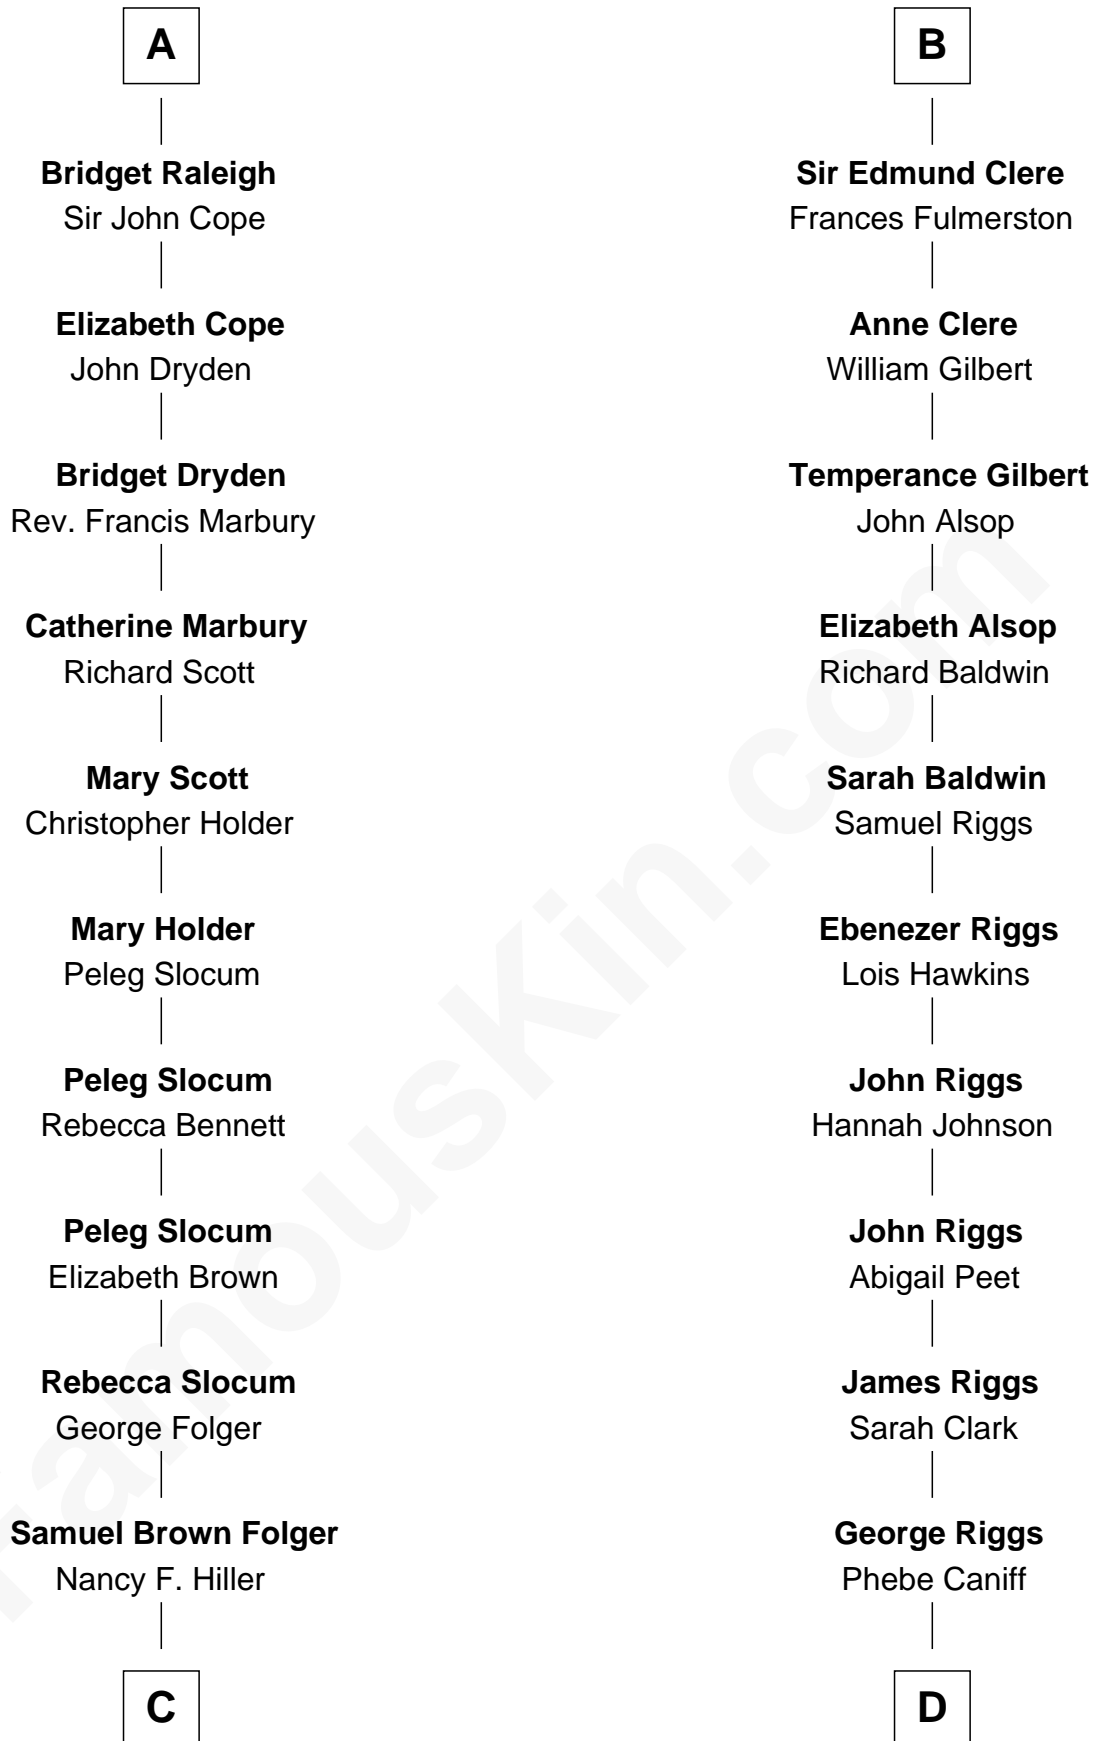 A
Bridget Raleigh
Sir John Cope
Elizabeth Cope
John Dryden
Bridget Dryden
Rev. Francis Marbury
Catherine Marbury
Richard Scott
Mary Scott
Christopher Holder
Mary Holder
Peleg Slocum
Peleg Slocum
Rebecca Bennett
Peleg Slocum
Elizabeth Brown
Rebecca Slocum
George Folger
Samuel Brown Folger
Nancy F. Hiller
C
B
Sir Edmund Clere
Frances Fulmerston
Anne Clere
William Gilbert
Temperance Gilbert
John Alsop
Elizabeth Alsop
Richard Baldwin
Sarah Baldwin
Samuel Riggs
Ebenezer Riggs
Lois Hawkins
John Riggs
Hannah Johnson
John Riggs
Abigail Peet
James Riggs
Sarah Clark
George Riggs
Phebe Caniff
D
FamousKin.com